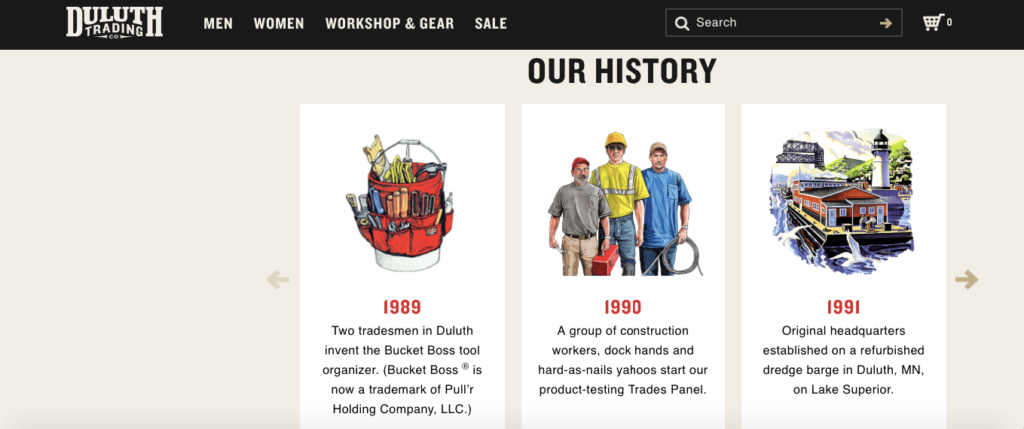 DULUTH
TRADING
CO
MEN WOMEN WORKSHOP & GEAR SALE
Search
0
OUR HISTORY
1989
Two tradesmen in Duluth
invent the Bucket Boss tool
organizer. (Bucket Boss ® is
now a trademark of Pull'r
Holding Company, LLC.)
1990
A group of construction
workers, dock hands and
hard-as-nails yahoos start our
product-testing Trades Panel.
1991
Original headquarters
established on a refurbished
dredge barge in Duluth, MN,
on Lake Superior.